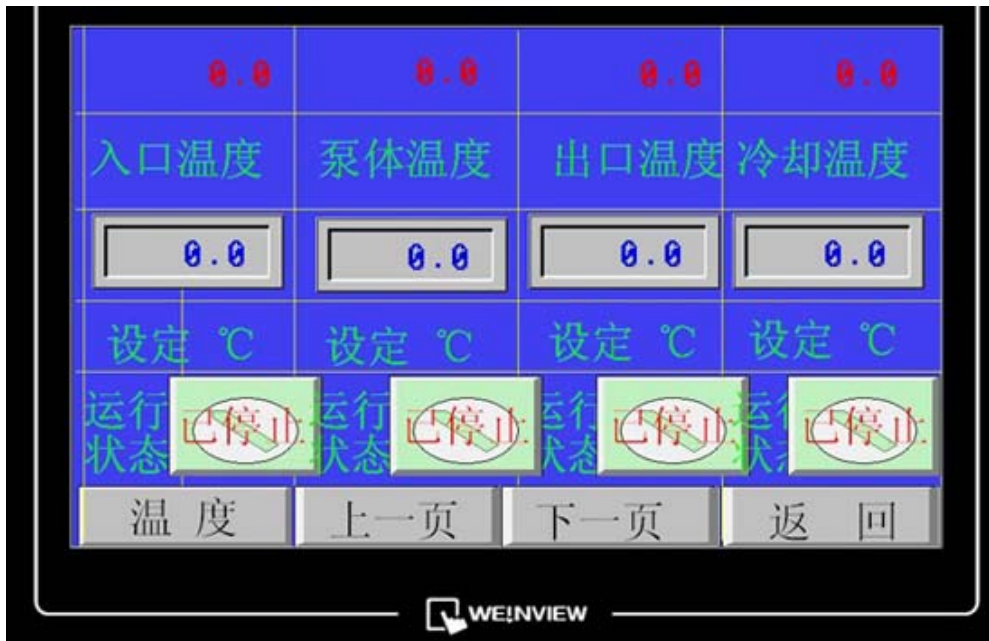 0.0 0.0 0.0 0.0
入口温度 泵体温度 出口温度 冷却温度
0.0 0.0 0.0 0.0
设定 ℃ 设定 ℃ 设定 ℃ 设定 ℃
运行状态 已停止 运行状态 已停止 运行状态 已停止 运行状态 已停止
温 度 上一页 下一页 返 回
WE!NVIEW